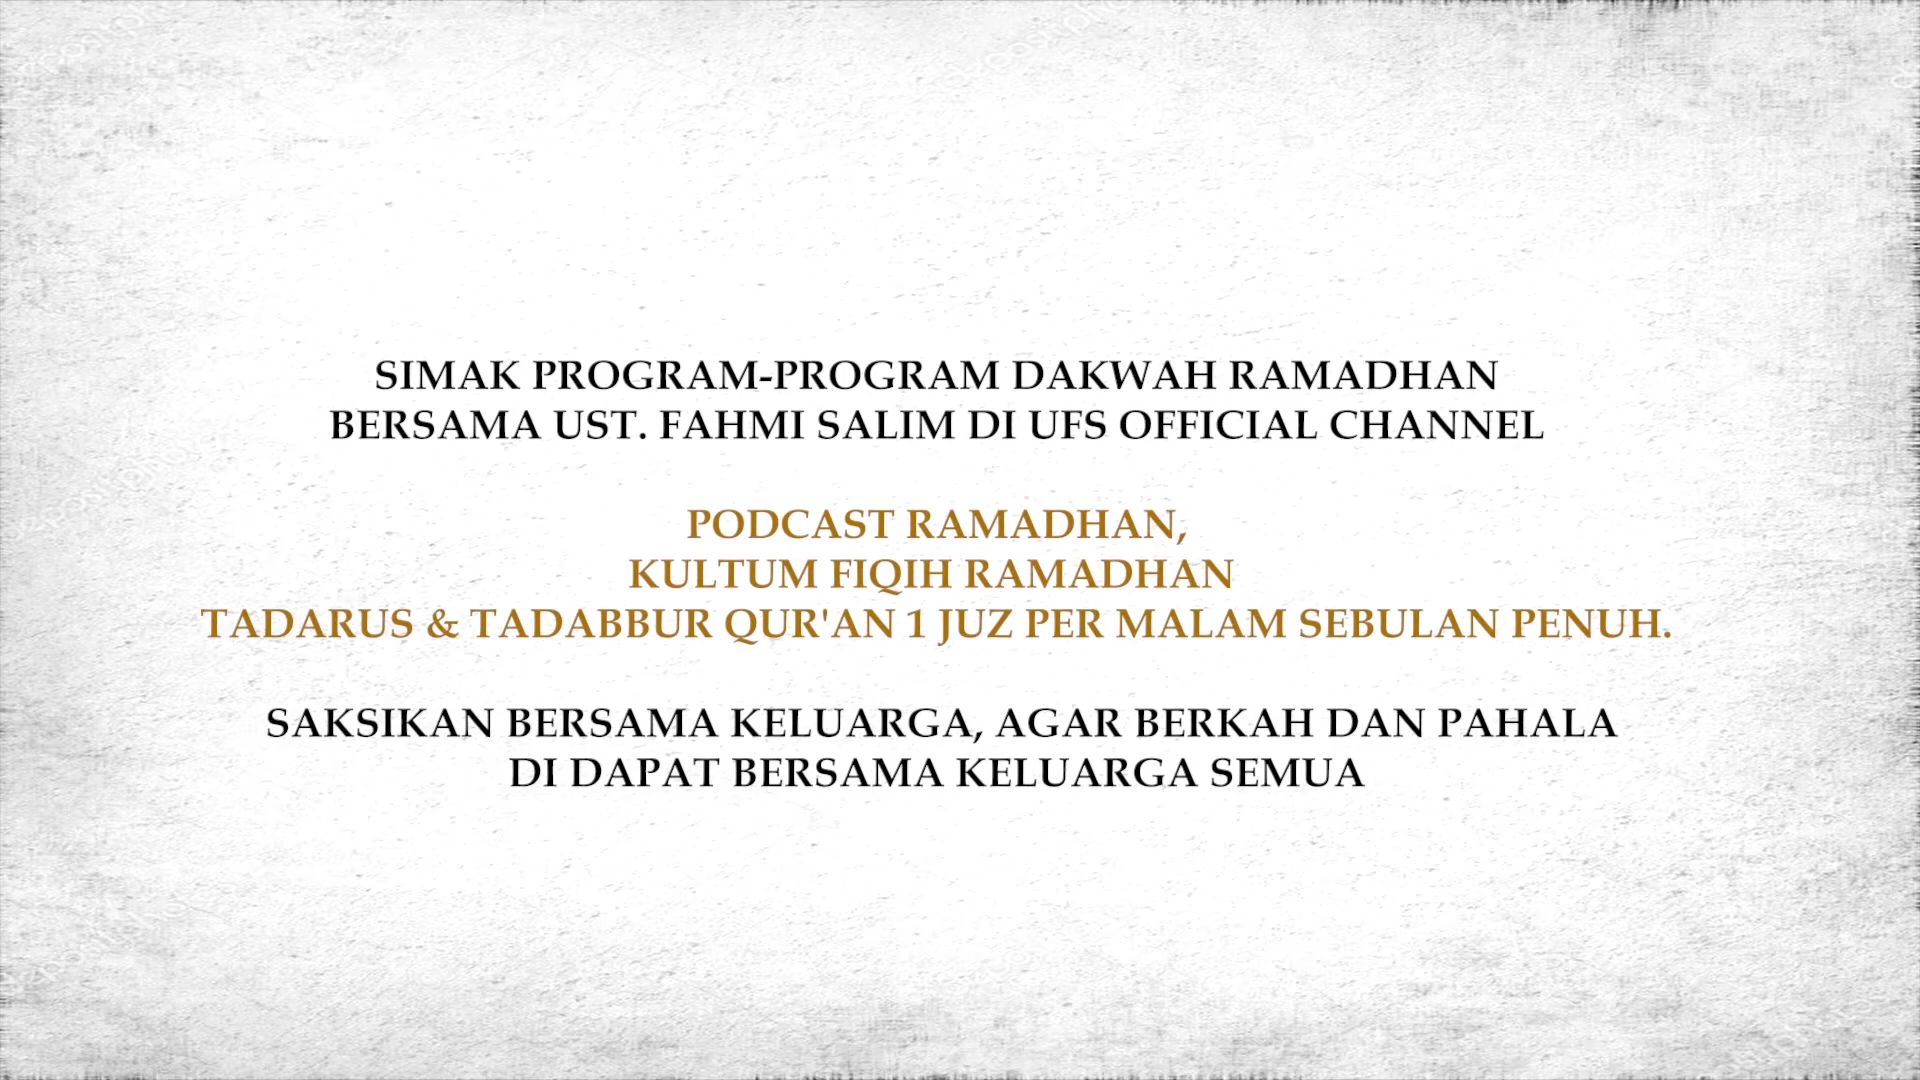 SIMAK PROGRAM-PROGRAM DAKWAH RAMADHAN
BERSAMA UST. FAHMI SALIM DI UFS OFFICIAL CHANNEL
PODCAST RAMADHAN,
KULTUM FIQIH RAMADHAN
TADARUS & TADABBUR QUR'AN 1 JUZ PER MALAM SEBULAN PENUH.
SAKSIKAN BERSAMA KELUARGA, AGAR BERKAH DAN PAHALA
DI DAPAT BERSAMA KELUARGA SEMUA